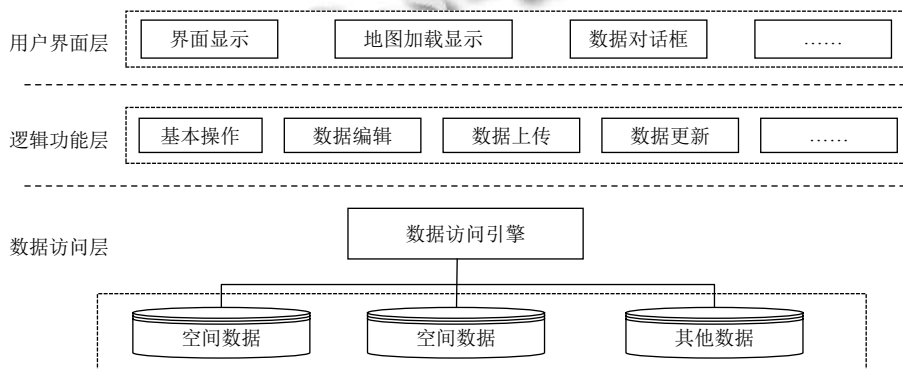 用户界面层 界面显示 地图加载显示 数据对话框 ……
逻辑功能层 基本操作 数据编辑 数据上传 数据更新 ……
数据访问层 数据访问引擎
空间数据 空间数据 其他数据